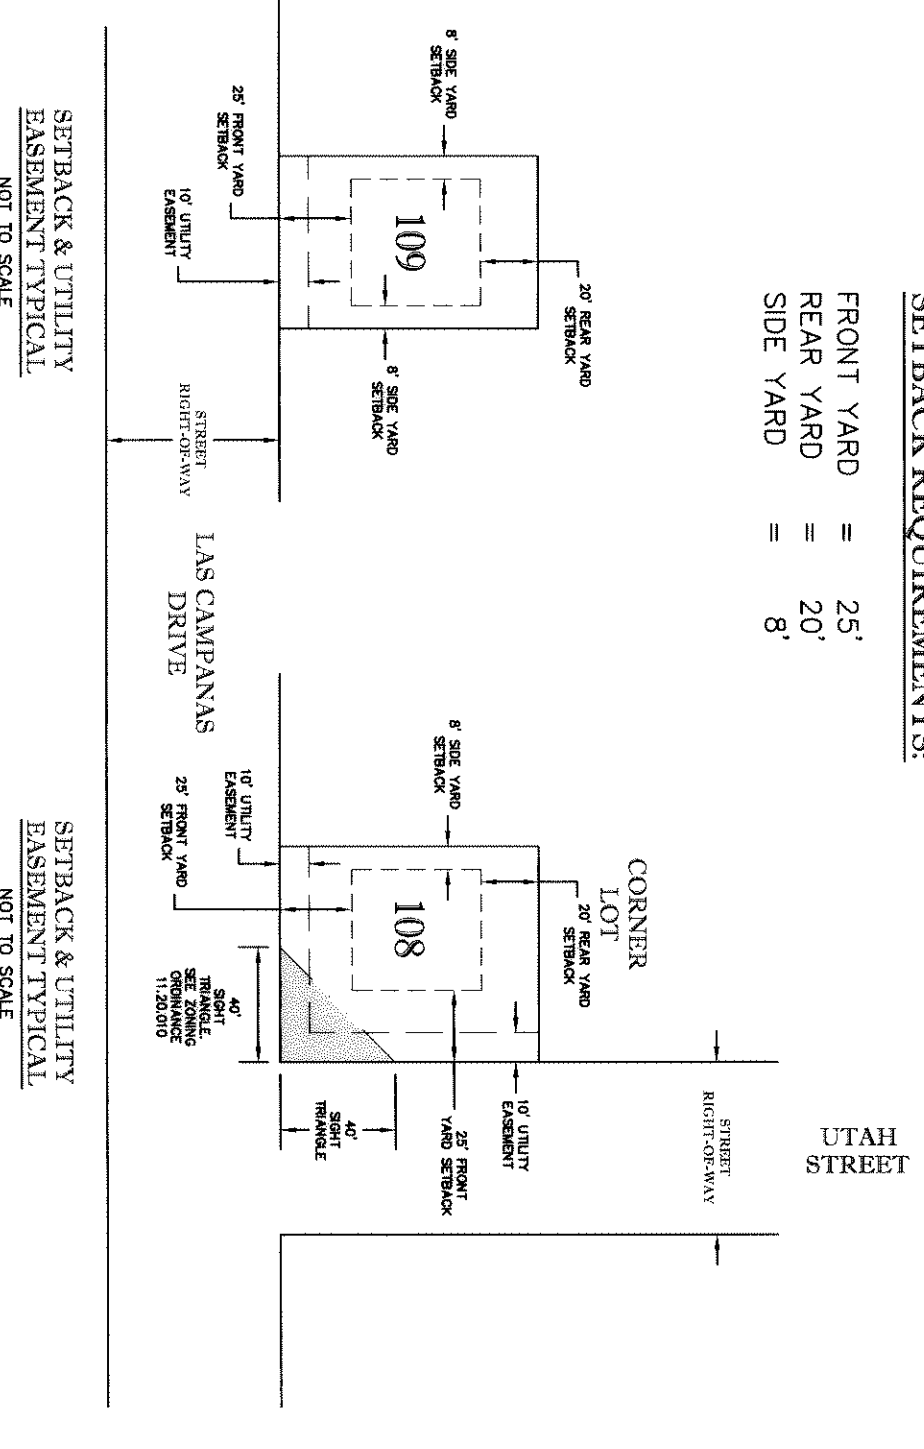 SETBACK REQUIREMENTS:
FRONT YARD = 25'
REAR YARD = 20'
SIDE YARD = 8'
UTAH
STREET
CORNER
LOT
STREET
RIGHT-OF-WAY
20' REAR YARD
SETBACK
8' SIDE YARD
SETBACK
109
8' SIDE YARD
SETBACK
25' FRONT YARD
SETBACK
10' UTILITY
EASEMENT
STREET
RIGHT-OF-WAY
LAS CAMPANAS
DRIVE
20' REAR YARD
SETBACK
8' SIDE YARD
SETBACK
108
10' UTILITY
EASEMENT
25' FRONT
YARD SETBACK
40'
SIGHT
TRIANGLE
10' UTILITY
EASEMENT
25' FRONT YARD
SETBACK
40'
SIGHT
TRIANGLE.
SEE ZONING
ORDINANCE
11.20.010
SETBACK & UTILITY
EASEMENT TYPICAL
NOT TO SCALE
SETBACK & UTILITY
EASEMENT TYPICAL
NOT TO SCALE